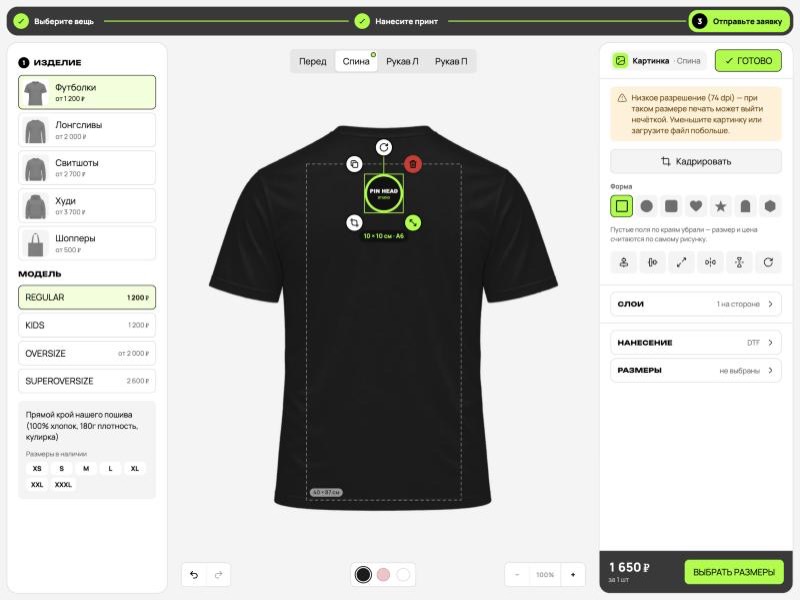 Выберите вещь
Нанесите принт
3 Отправьте заявку
1 ИЗДЕЛИЕ
Футболки
от 1 200 ₽
Лонгсливы
от 2 000 ₽
Свитшоты
от 2 700 ₽
Худи
от 3 700 ₽
Шопперы
от 500 ₽
МОДЕЛЬ
REGULAR 1 200 ₽
KIDS 1 200 ₽
OVERSIZE от 2 000 ₽
SUPEROVERSIZE 2 600 ₽
Прямой крой нашего пошива
(100% хлопок, 180г плотность,
кулирка)
Размеры в наличии
XS S M L XL
XXL XXXL
Перед Спина Рукав Л Рукав П
PIN HEAD
10 × 10 см · A6
40 × 87 см
100%
Картинка · Спина
ГОТОВО
Низкое разрешение (74 dpi) — при
таком размере печать может выйти
нечёткой. Уменьшите картинку или
загрузите файл побольше.
Кадрировать
Форма
Пустые поля по краям убрали — размер и цена
считаются по самому рисунку.
СЛОИ 1 на стороне
НАНЕСЕНИЕ DTF
РАЗМЕРЫ не выбраны
1 650 ₽
за 1 шт
ВЫБРАТЬ РАЗМЕРЫ